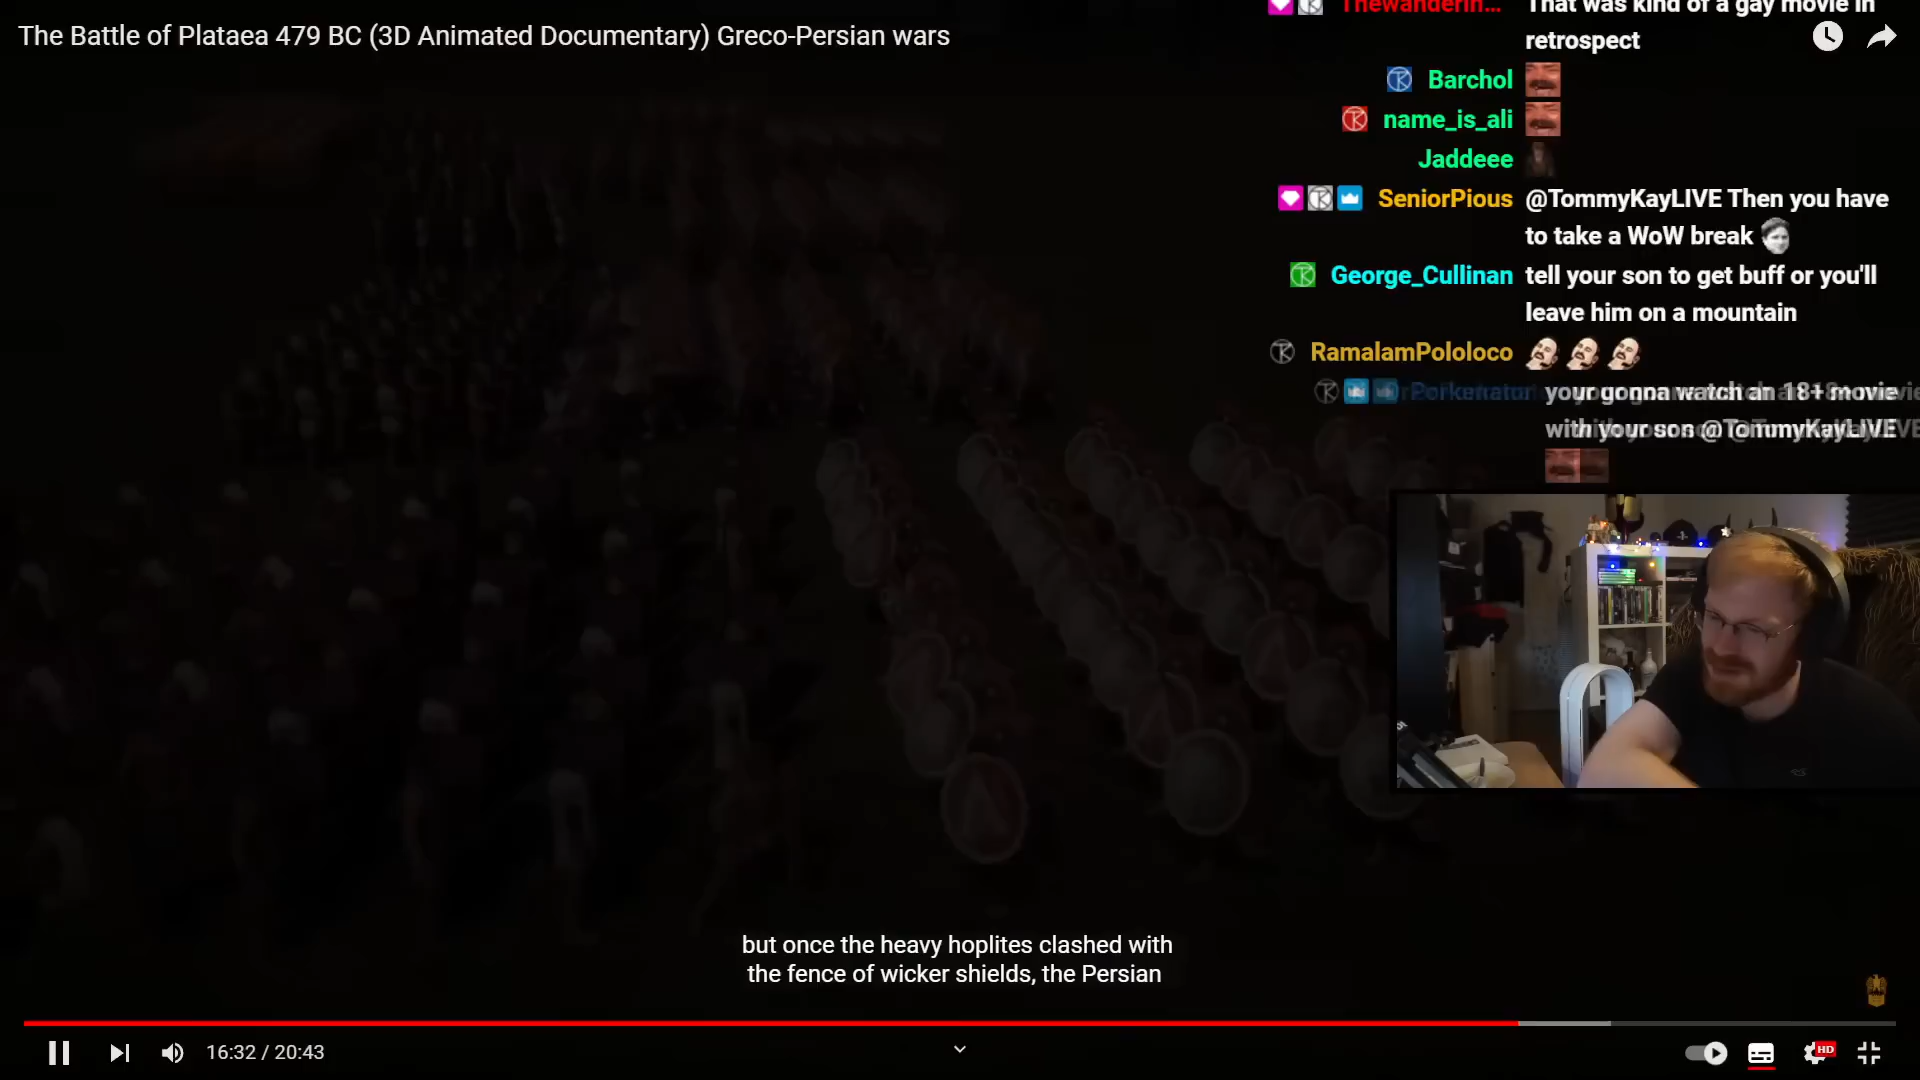 The Battle of Plataea 479 BC (3D Animated Documentary) Greco-Persian wars
Thewanderin... That was kind of a gay movie in
retrospect
Barchol
name_is_ali
Jaddeee
SeniorPious @TommyKayLIVE Then you have
to take a WoW break
George_Cullinan tell your son to get buff or you'll
leave him on a mountain
RamalamPololoco
Porkenator your gonna watch an 18+ movie
with your son @TommyKayLIVE
but once the heavy hoplites clashed with
the fence of wicker shields, the Persian
16:32 / 20:43
HD